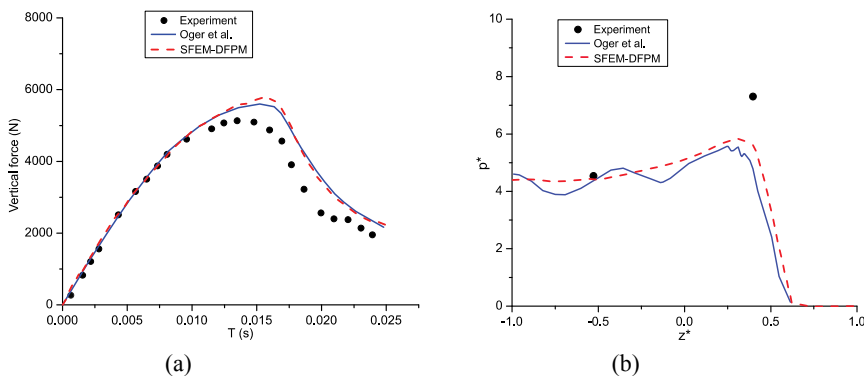 Experiment
Oger et al.
SFEM-DFPM
8000
6000
4000
2000
0
Vertical force (N)
0.000
0.005
0.010
0.015
0.020
0.025
T (s)
(a)
Experiment
Oger et al.
SFEM-DFPM
10
8
6
4
2
0
p*
-1.0
-0.5
0.0
0.5
1.0
z*
(b)